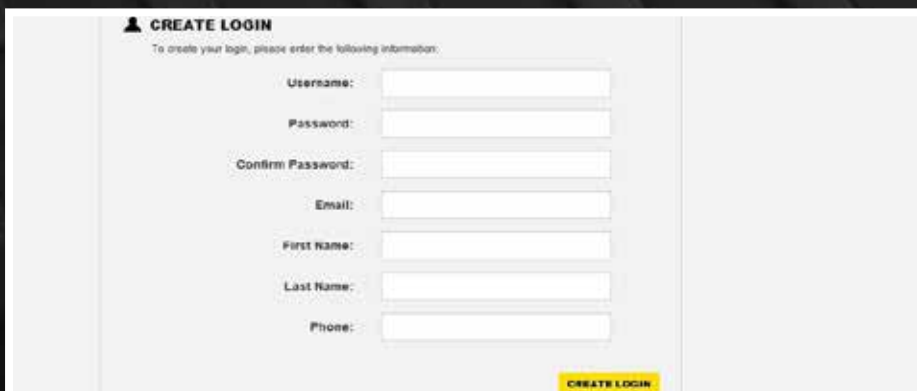 CREATE LOGIN
To create your login, please enter the following information:
Username:
Password:
Confirm Password:
Email:
First Name:
Last Name:
Phone:
CREATE LOGIN